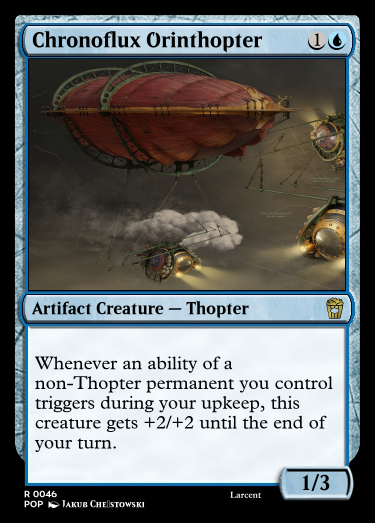 Chronoflux Orinthopter 1
Artifact Creature — Thopter
Whenever an ability of a
non-Thopter permanent you control
triggers during your upkeep, this
creature gets +2/+2 until the end of
your turn.
1/3
R 0046
POP Jakub
Larcent